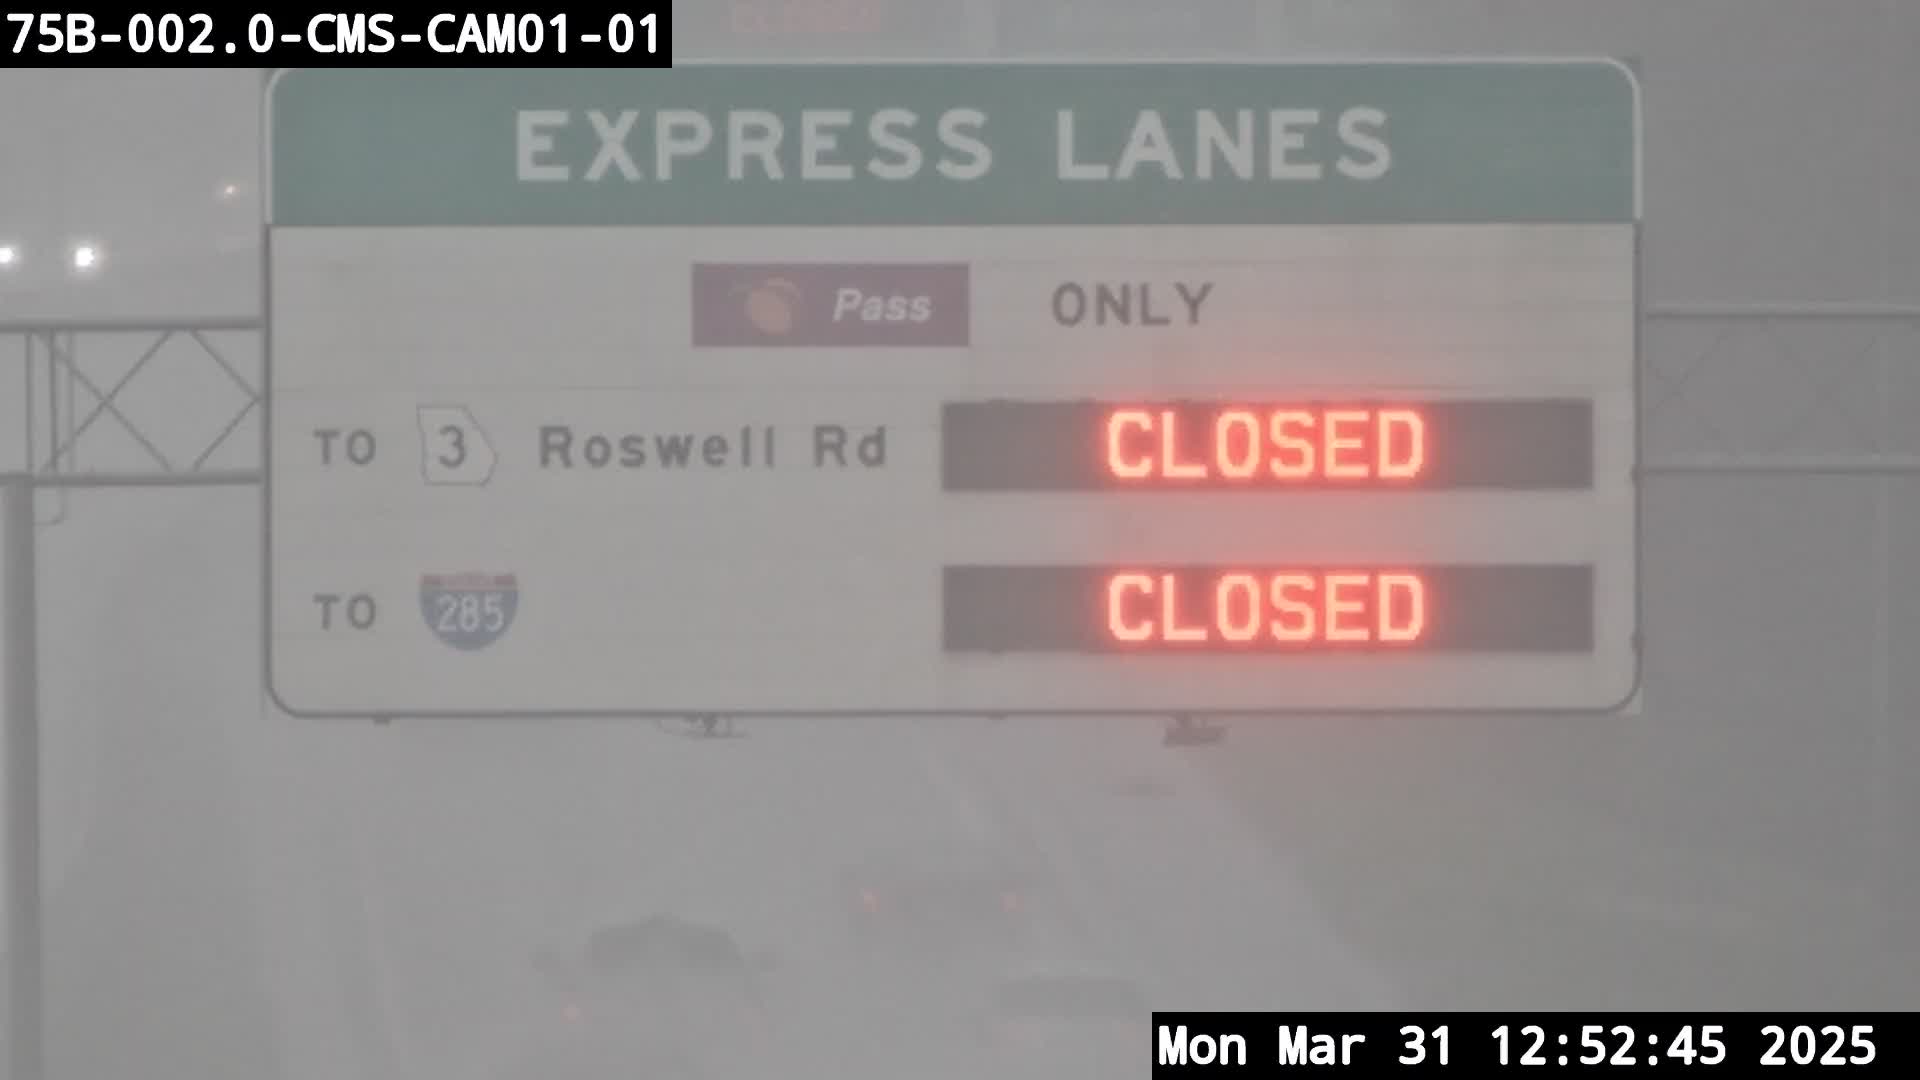 75B-002.0-CMS-CAM01-01
EXPRESS LANES
Pass ONLY
TO 3 Roswell Rd CLOSED
TO 285 CLOSED
Mon Mar 31 12:52:45 2025